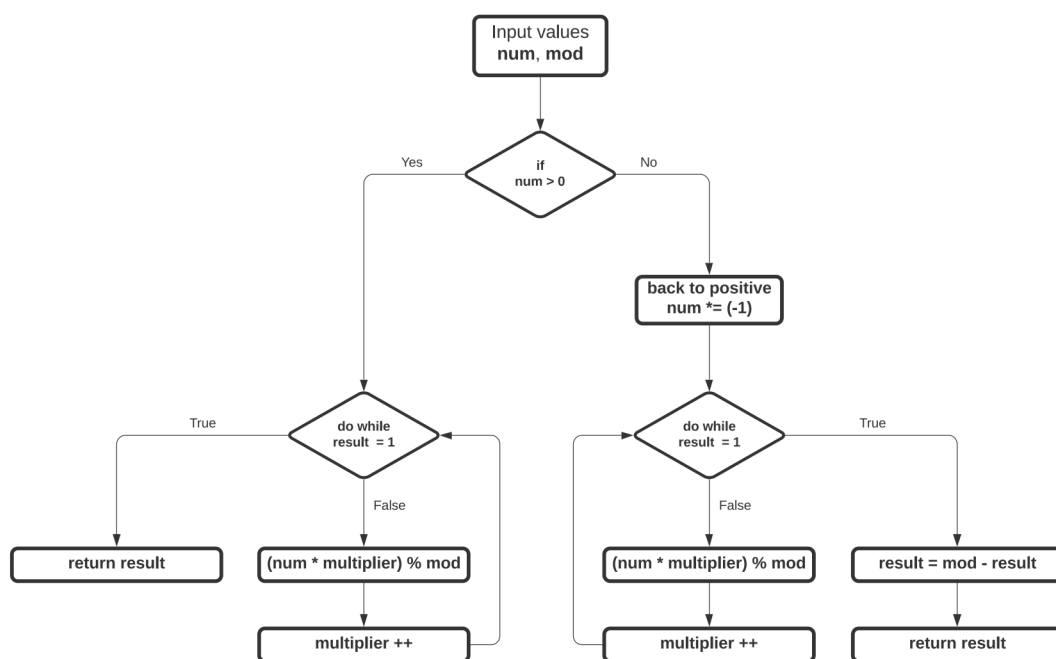 Input values
num, mod
if
num > 0
Yes
No
back to positive
num *= (-1)
do while
result = 1
True
False
do while
result = 1
True
False
return result
(num * multiplier) % mod
(num * multiplier) % mod
result = mod - result
multiplier ++
multiplier ++
return result